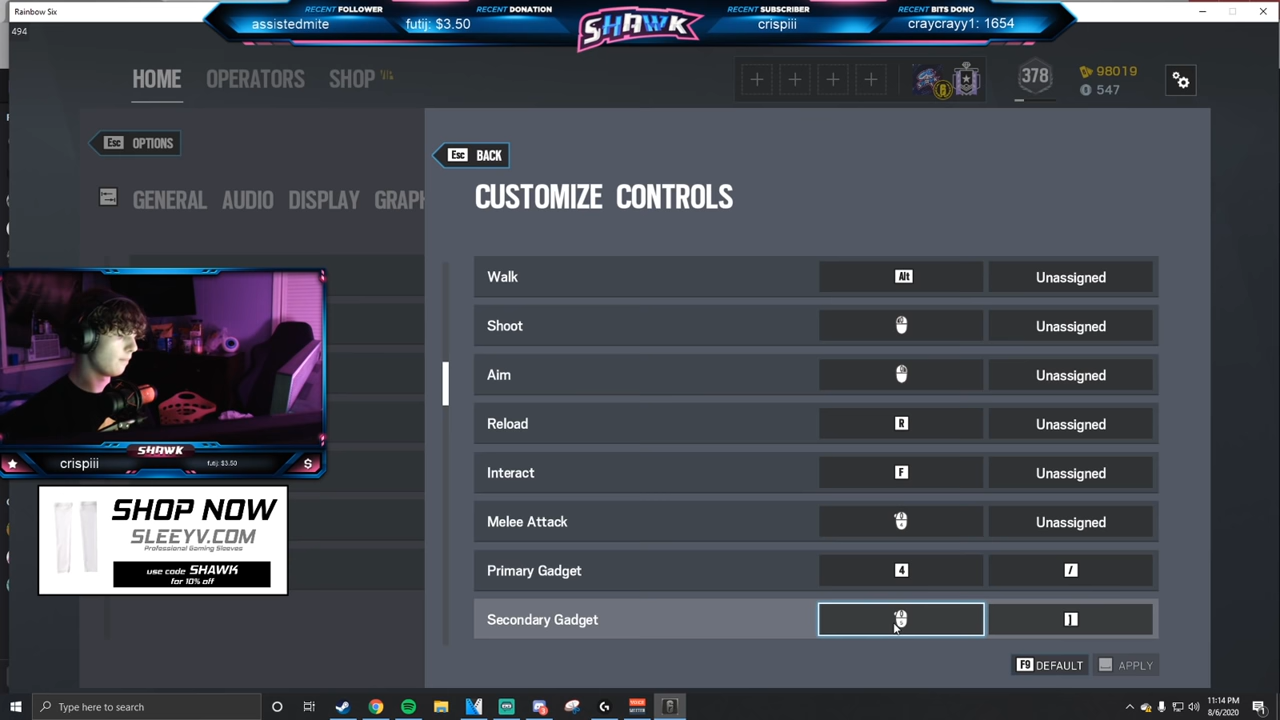 Rainbow Six
494
RECENT FOLLOWER
assistedmite
RECENT DONATION
futij: $3.50
SHAWK
RECENT SUBSCRIBER
crispiii
RECENT BITS DONO
craycray1: 1654
HOME OPERATORS SHOP
378
98019
547
Esc OPTIONS
Esc BACK
GENERAL AUDIO DISPLAY GRAPH
CUSTOMIZE CONTROLS
Walk Alt Unassigned
Shoot Unassigned
Aim Unassigned
Reload R Unassigned
Interact F Unassigned
Melee Attack Unassigned
Primary Gadget 4 /
Secondary Gadget ]
F9 DEFAULT APPLY
SHAWK
crispiii futij: $3.50 $
SHOP NOW
SLEEYV.COM
Professional Gaming Sleeves
use code SHAWK
for 10% off
Type here to search
11:14 PM
8/6/2020